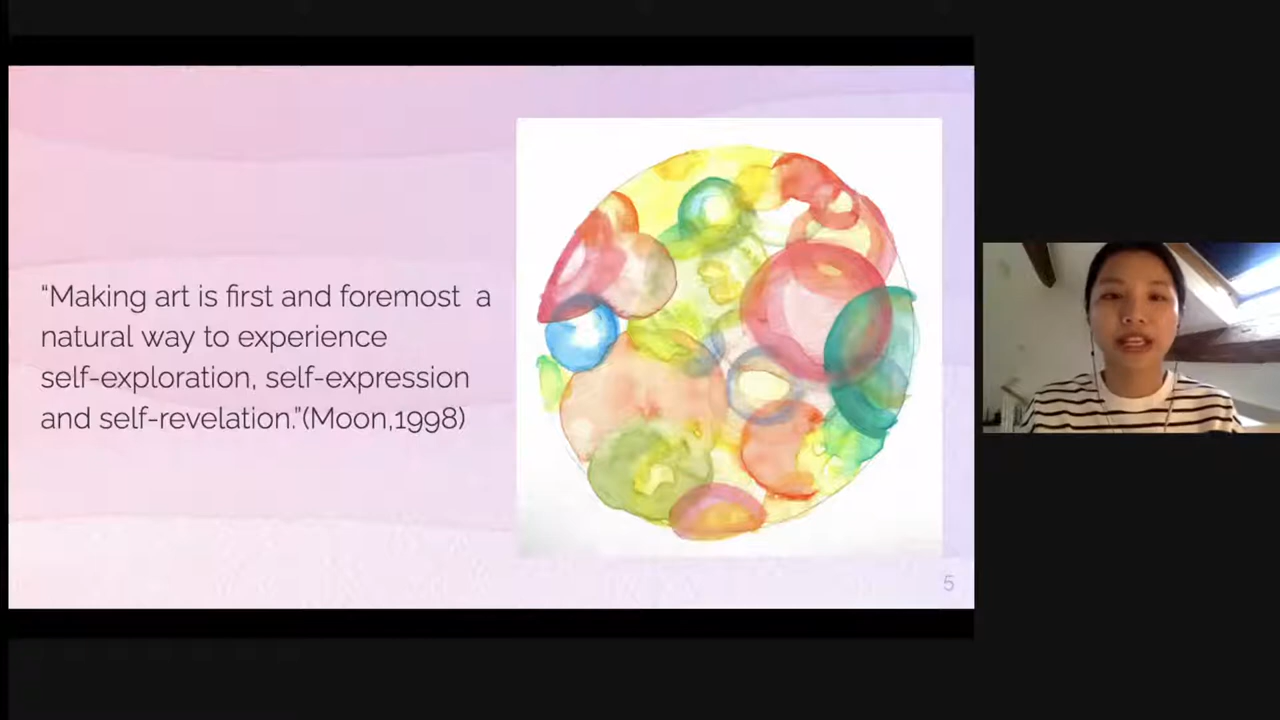 “Making art is first and foremost  a
natural way to experience
self-exploration, self-expression
and self-revelation.”(Moon,1998)
5